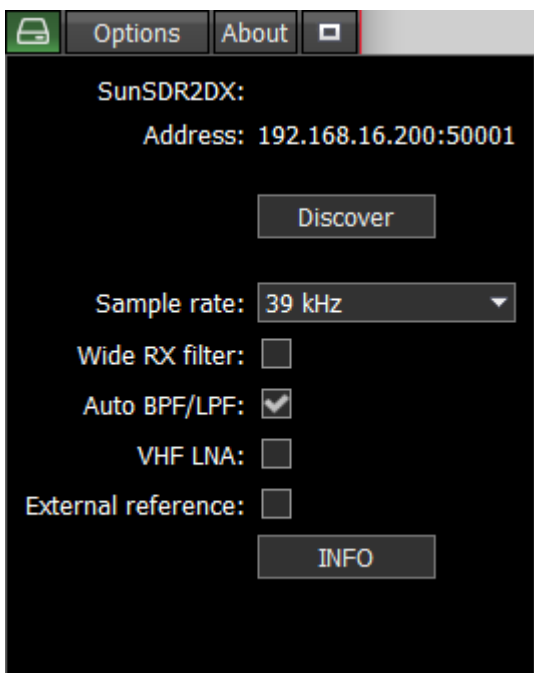 Options About
SunSDR2DX:
Address: 192.168.16.200:50001
Discover
Sample rate: 39 kHz
Wide RX filter:
Auto BPF/LPF:
VHF LNA:
External reference:
INFO